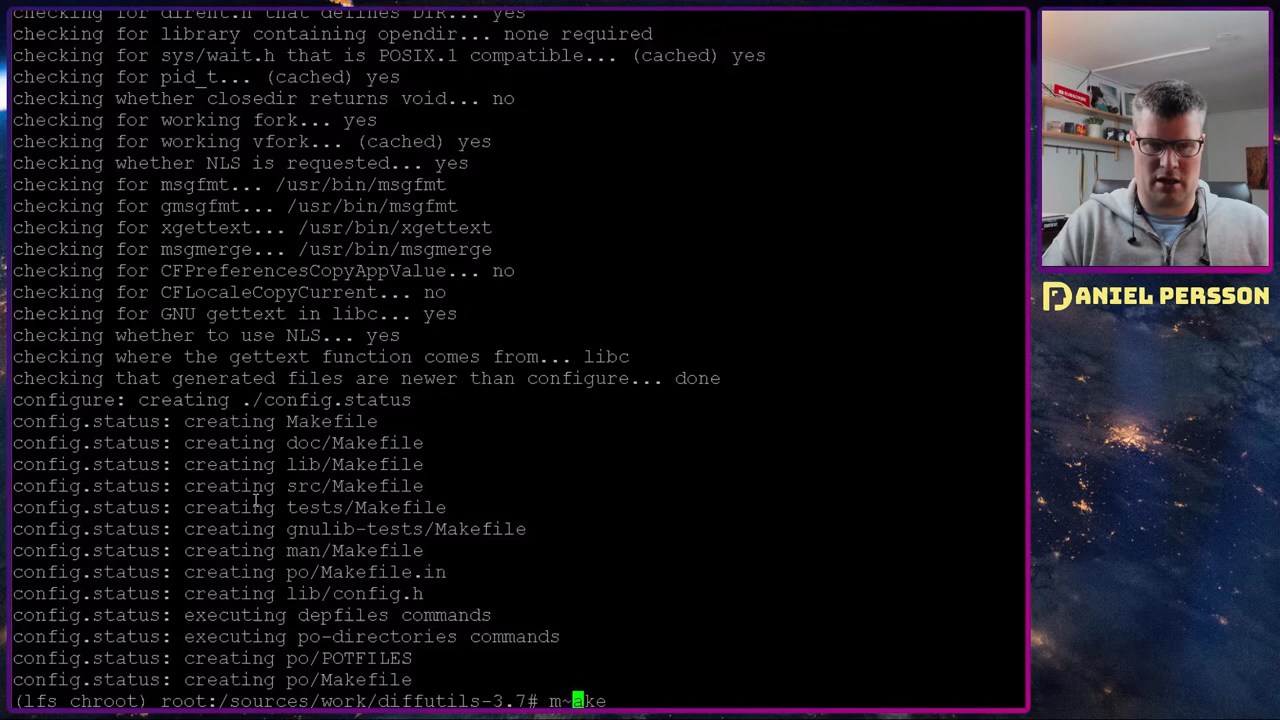 checking for dirent.h that defines DIR... yes
checking for library containing opendir... none required
checking for sys/wait.h that is POSIX.1 compatible... (cached) yes
checking for pid_t... (cached) yes
checking whether closedir returns void... no
checking for working fork... yes
checking for working vfork... (cached) yes
checking whether NLS is requested... yes
checking for msgfmt... /usr/bin/msgfmt
checking for gmsgfmt... /usr/bin/msgfmt
checking for xgettext... /usr/bin/xgettext
checking for msgmerge... /usr/bin/msgmerge
checking for CFPreferencesCopyAppValue... no
checking for CFLocaleCopyCurrent... no
checking for GNU gettext in libc... yes
checking whether to use NLS... yes
checking where the gettext function comes from... libc
checking that generated files are newer than configure... done
configure: creating ./config.status
config.status: creating Makefile
config.status: creating doc/Makefile
config.status: creating lib/Makefile
config.status: creating src/Makefile
config.status: creating tests/Makefile
config.status: creating gnulib-tests/Makefile
config.status: creating man/Makefile
config.status: creating po/Makefile.in
config.status: creating lib/config.h
config.status: executing depfiles commands
config.status: executing po-directories commands
config.status: creating po/POTFILES
config.status: creating po/Makefile
(lfs chroot) root:/sources/work/diffutils-3.7# m~ake
SUBSCRIBE
DANIEL PERSSON